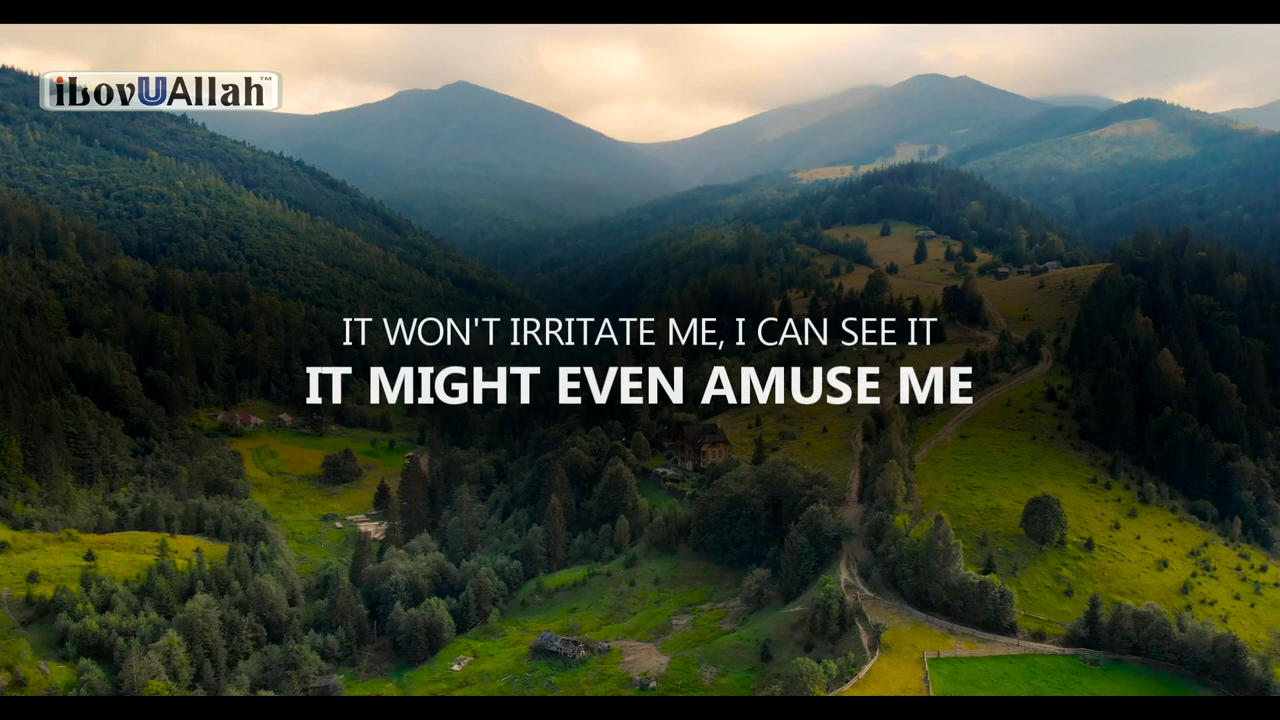 iLovUAllah™
IT WON'T IRRITATE ME, I CAN SEE IT
IT MIGHT EVEN AMUSE ME